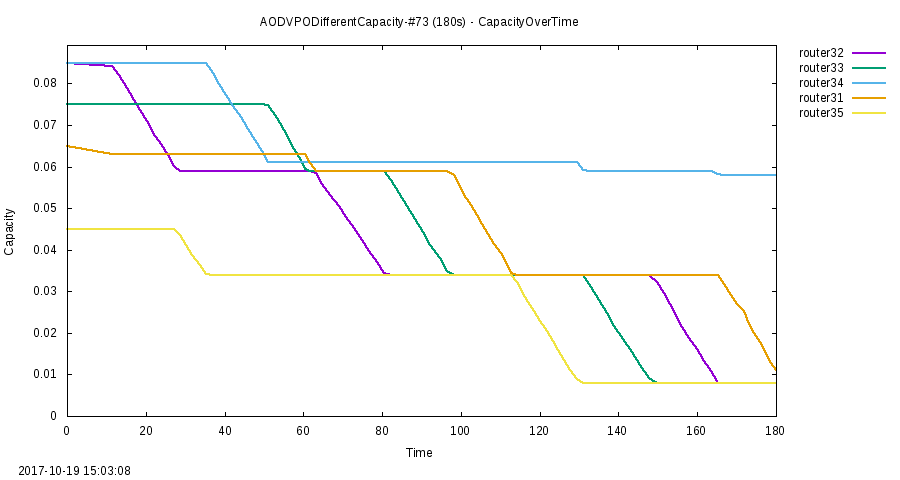 AODVPODifferentCapacity-#73 (180s) - CapacityOverTime
router32
router33
router34
router31
router35
0.08
0.07
0.06
0.05
0.04
0.03
0.02
0.01
0
Capacity
0 20 40 60 80 100 120 140 160 180
Time
2017-10-19 15:03:08